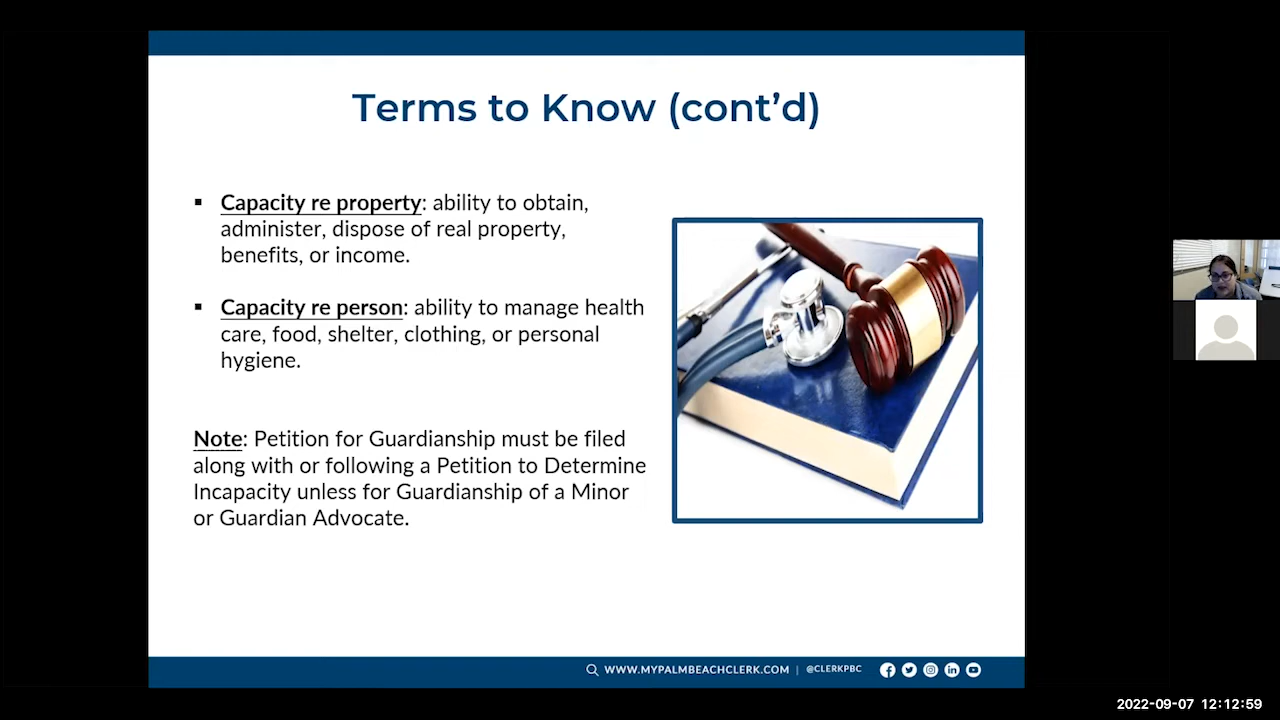 Terms to Know (cont’d)
▪ Capacity re property: ability to obtain,
administer, dispose of real property,
benefits, or income.
▪ Capacity re person: ability to manage health
care, food, shelter, clothing, or personal
hygiene.
Note: Petition for Guardianship must be filed
along with or following a Petition to Determine
Incapacity unless for Guardianship of a Minor
or Guardian Advocate.
WWW.MYPALMBEACHCLERK.COM | @CLERKPBC
2022-09-07 12:12:59